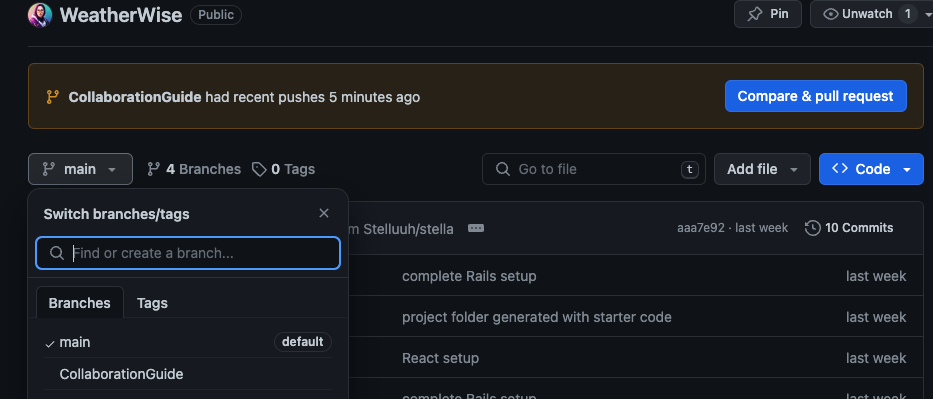 WeatherWise Public
Pin
Unwatch 1
CollaborationGuide had recent pushes 5 minutes ago
Compare & pull request
main
4 Branches
0 Tags
Go to file
t
Add file
Code
Switch branches/tags
m Stelluuh/stella
aaa7e92 · last week
10 Commits
Find or create a branch...
complete Rails setup
last week
Branches
Tags
project folder generated with starter code
last week
main
default
React setup
last week
CollaborationGuide
complete Rails setup
last week